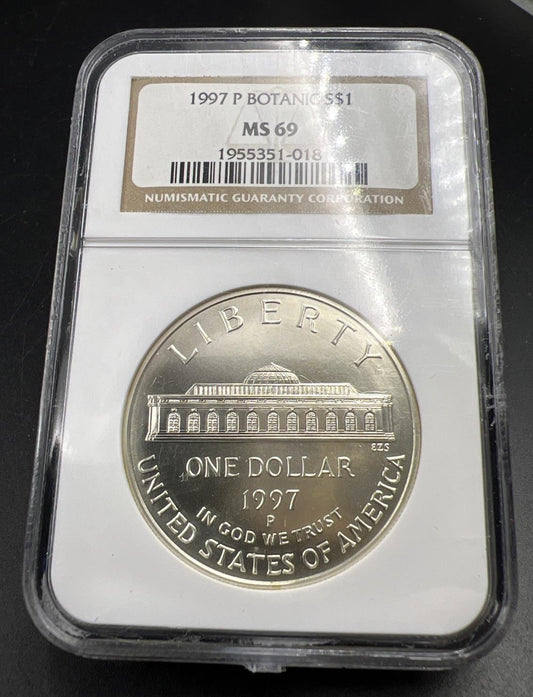 1997 P BOTANIC S$1
MS 69
1955351-018
NUMISMATIC GUARANTY CORPORATION
LIBERTY
EZS
ONE DOLLAR
1997
P
IN GOD WE TRUST
UNITED STATES OF AMERICA